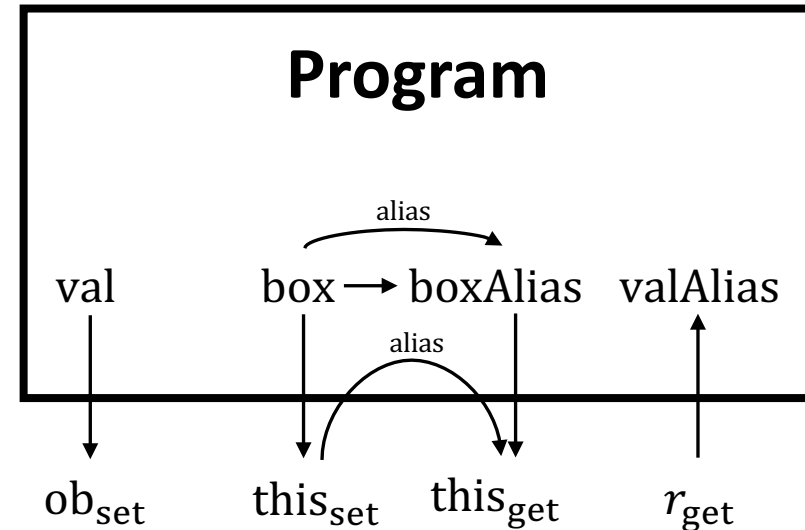 Program
alias
val box boxAlias valAlias
alias
ob_set this_set this_get r_get